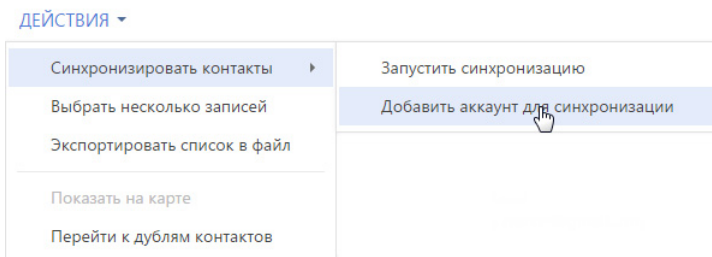 ДЕЙСТВИЯ
Синхронизировать контакты
Запустить синхронизацию
Выбрать несколько записей
Добавить аккаунт для синхронизации
Экспортировать список в файл
Показать на карте
Перейти к дублям контактов